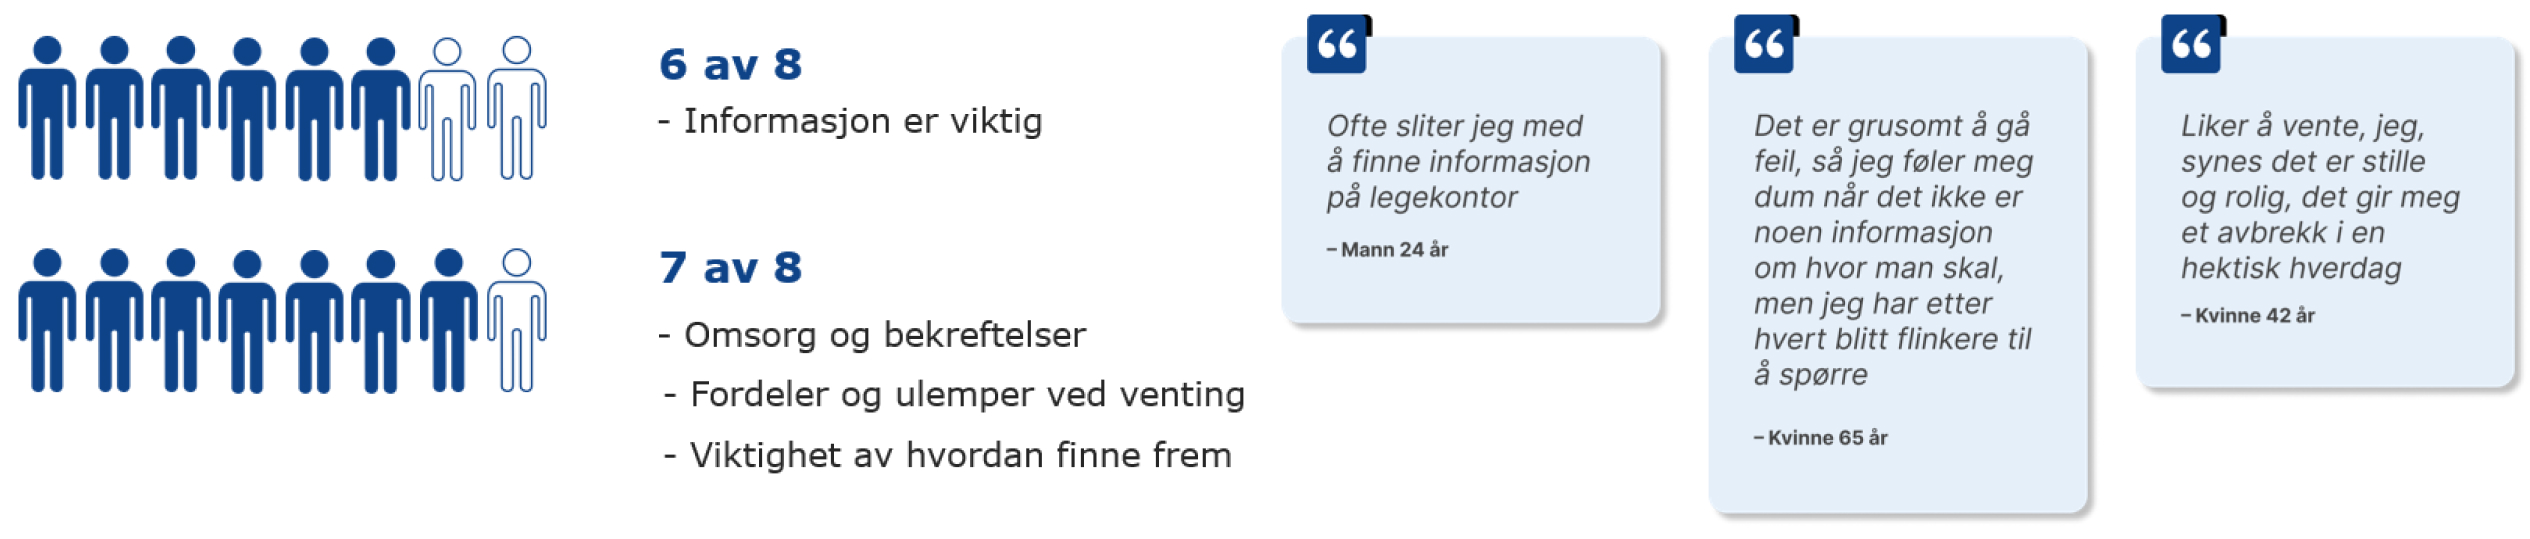 6 av 8
- Informasjon er viktig
7 av 8
- Omsorg og bekreftelser
- Fordeler og ulemper ved venting
- Viktighet av hvordan finne frem
“
Ofte sliter jeg med
å finne informasjon
på legekontor
– Mann 24 år
“
Det er grusomt å gå
feil, så jeg føler meg
dum når det ikke er
noen informasjon
om hvor man skal,
men jeg har etter
hvert blitt flinkere til
å spørre
– Kvinne 65 år
“
Liker å vente, jeg,
synes det er stille
og rolig, det gir meg
et avbrekk i en
hektisk hverdag
– Kvinne 42 år